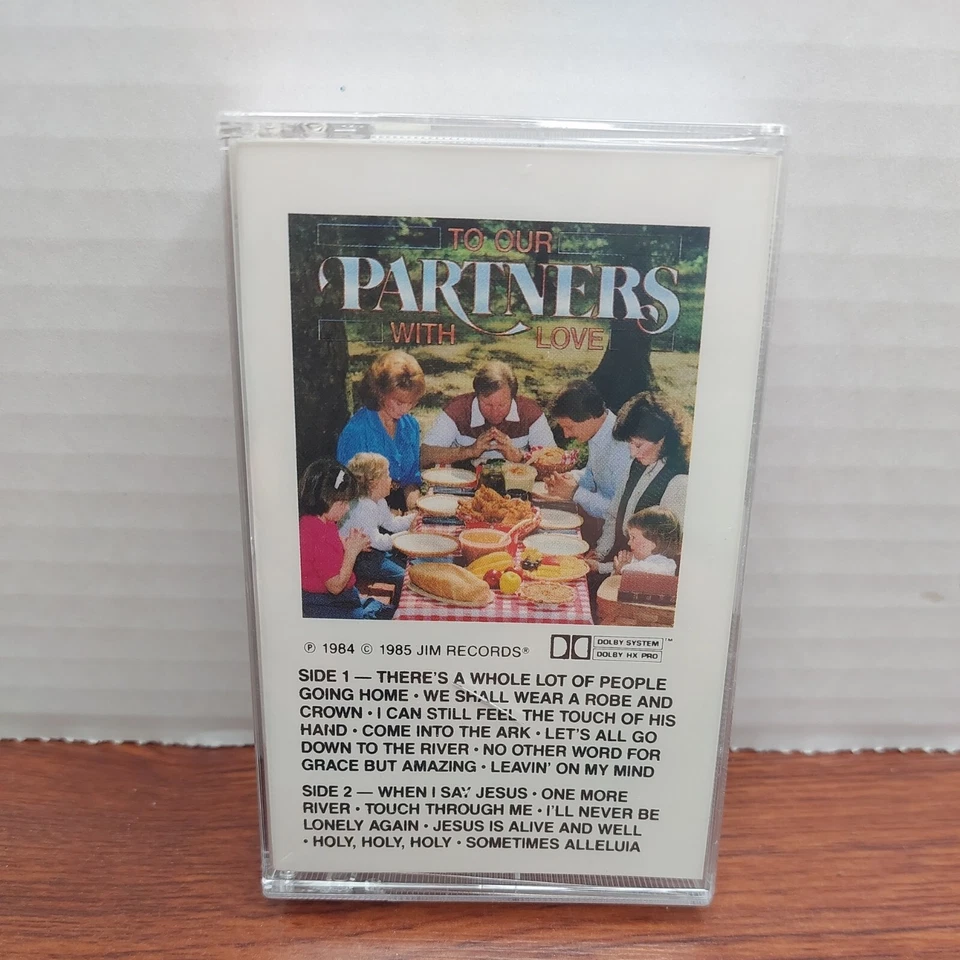 TO OUR
PARTNERS
WITH LOVE
℗ 1984 © 1985 JIM RECORDS®
DOLBY SYSTEM ™
DOLBY HX PRO
SIDE 1 — THERE'S A WHOLE LOT OF PEOPLE
GOING HOME • WE SHALL WEAR A ROBE AND
CROWN • I CAN STILL FEEL THE TOUCH OF HIS
HAND • COME INTO THE ARK • LET'S ALL GO
DOWN TO THE RIVER • NO OTHER WORD FOR
GRACE BUT AMAZING • LEAVIN' ON MY MIND
SIDE 2 — WHEN I SAY JESUS • ONE MORE
RIVER • TOUCH THROUGH ME • I'LL NEVER BE
LONELY AGAIN • JESUS IS ALIVE AND WELL
• HOLY, HOLY, HOLY • SOMETIMES ALLELUIA